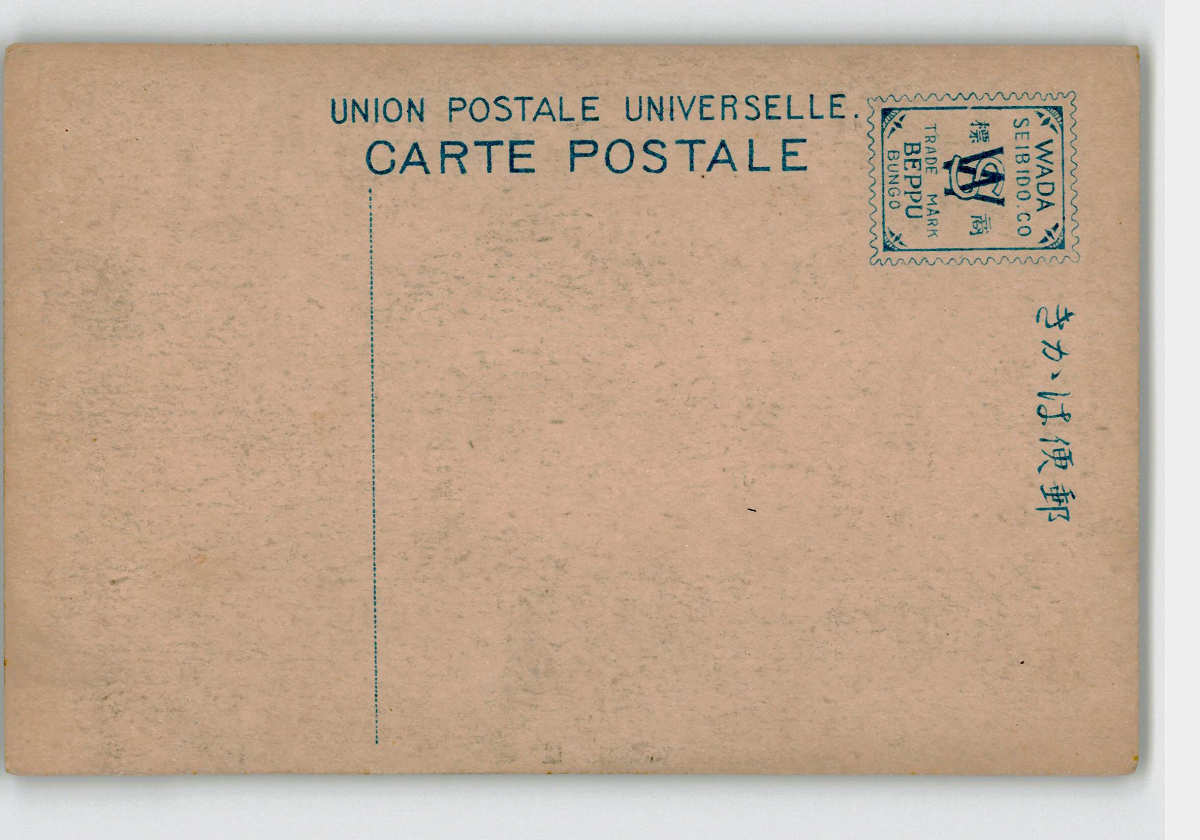 UNION POSTALE UNIVERSELLE.
CARTE POSTALE
WADA
SEIBIDO.CO
標 商
TRADE MARK
BEPPU
BUNGO
きがは便郵